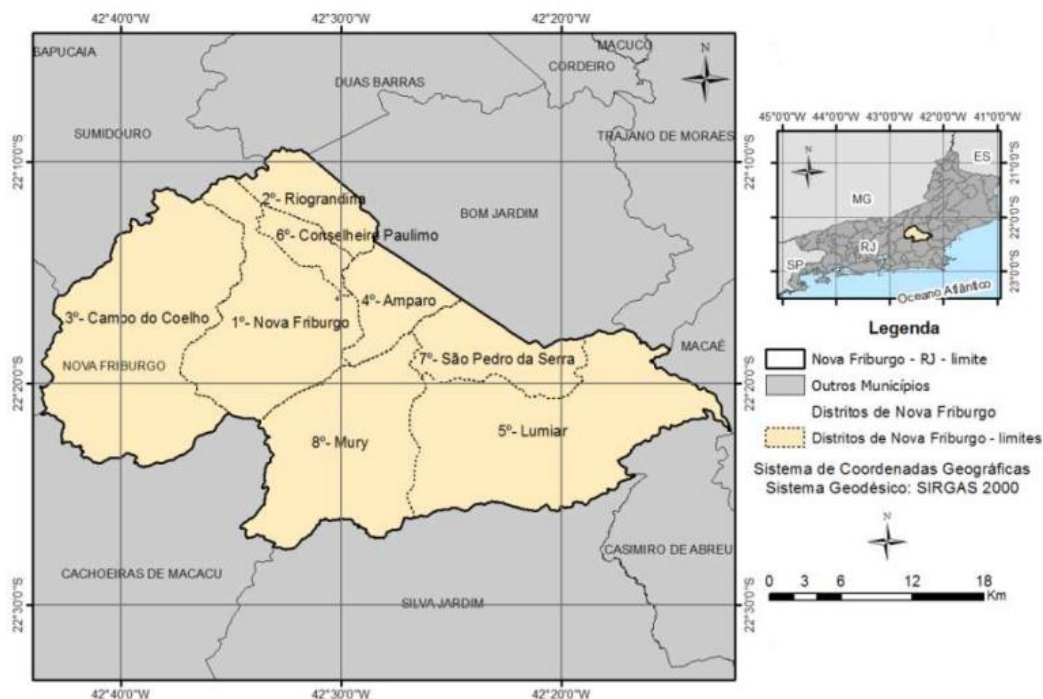 42°40'0"W 42°30'0"W 42°20'0"W
SAPUCAIA
MACUCO
N
CORDEIRO
DUAS BARRAS
SUMIDOURO
TRAJANO DE MORAES
22°10'0"S
22°10'0"S
2º- Riograndina
BOM JARDIM
6º- Conselheire Paulimo
4º- Amparo
3º- Campo do Coelho
1º- Nova Friburgo
MACAÉ
NOVA FRIBURGO
7º- São Pedro da Serra
22°20'0"S
22°20'0"S
5º- Lumiar
8º- Mury
CASIMIRO DE ABREU
CACHOEIRAS DE MACACU
SILVA JARDIM
22°30'0"S
22°30'0"S
42°40'0"W 42°30'0"W 42°20'0"W
45°0'0"W 44°0'0"W 43°0'0"W 42°0'0"W 41°0'0"W
N
ES
21°0'0"S
MG
22°0'0"S
RJ
SP
23°0'0"S
Oceano Atlântico
Legenda
Nova Friburgo - RJ - limite
Outros Municípios
Distritos de Nova Friburgo
Distritos de Nova Friburgo - limites
Sistema de Coordenadas Geográficas
Sistema Geodésico: SIRGAS 2000
N
0 3 6 12 18
Km